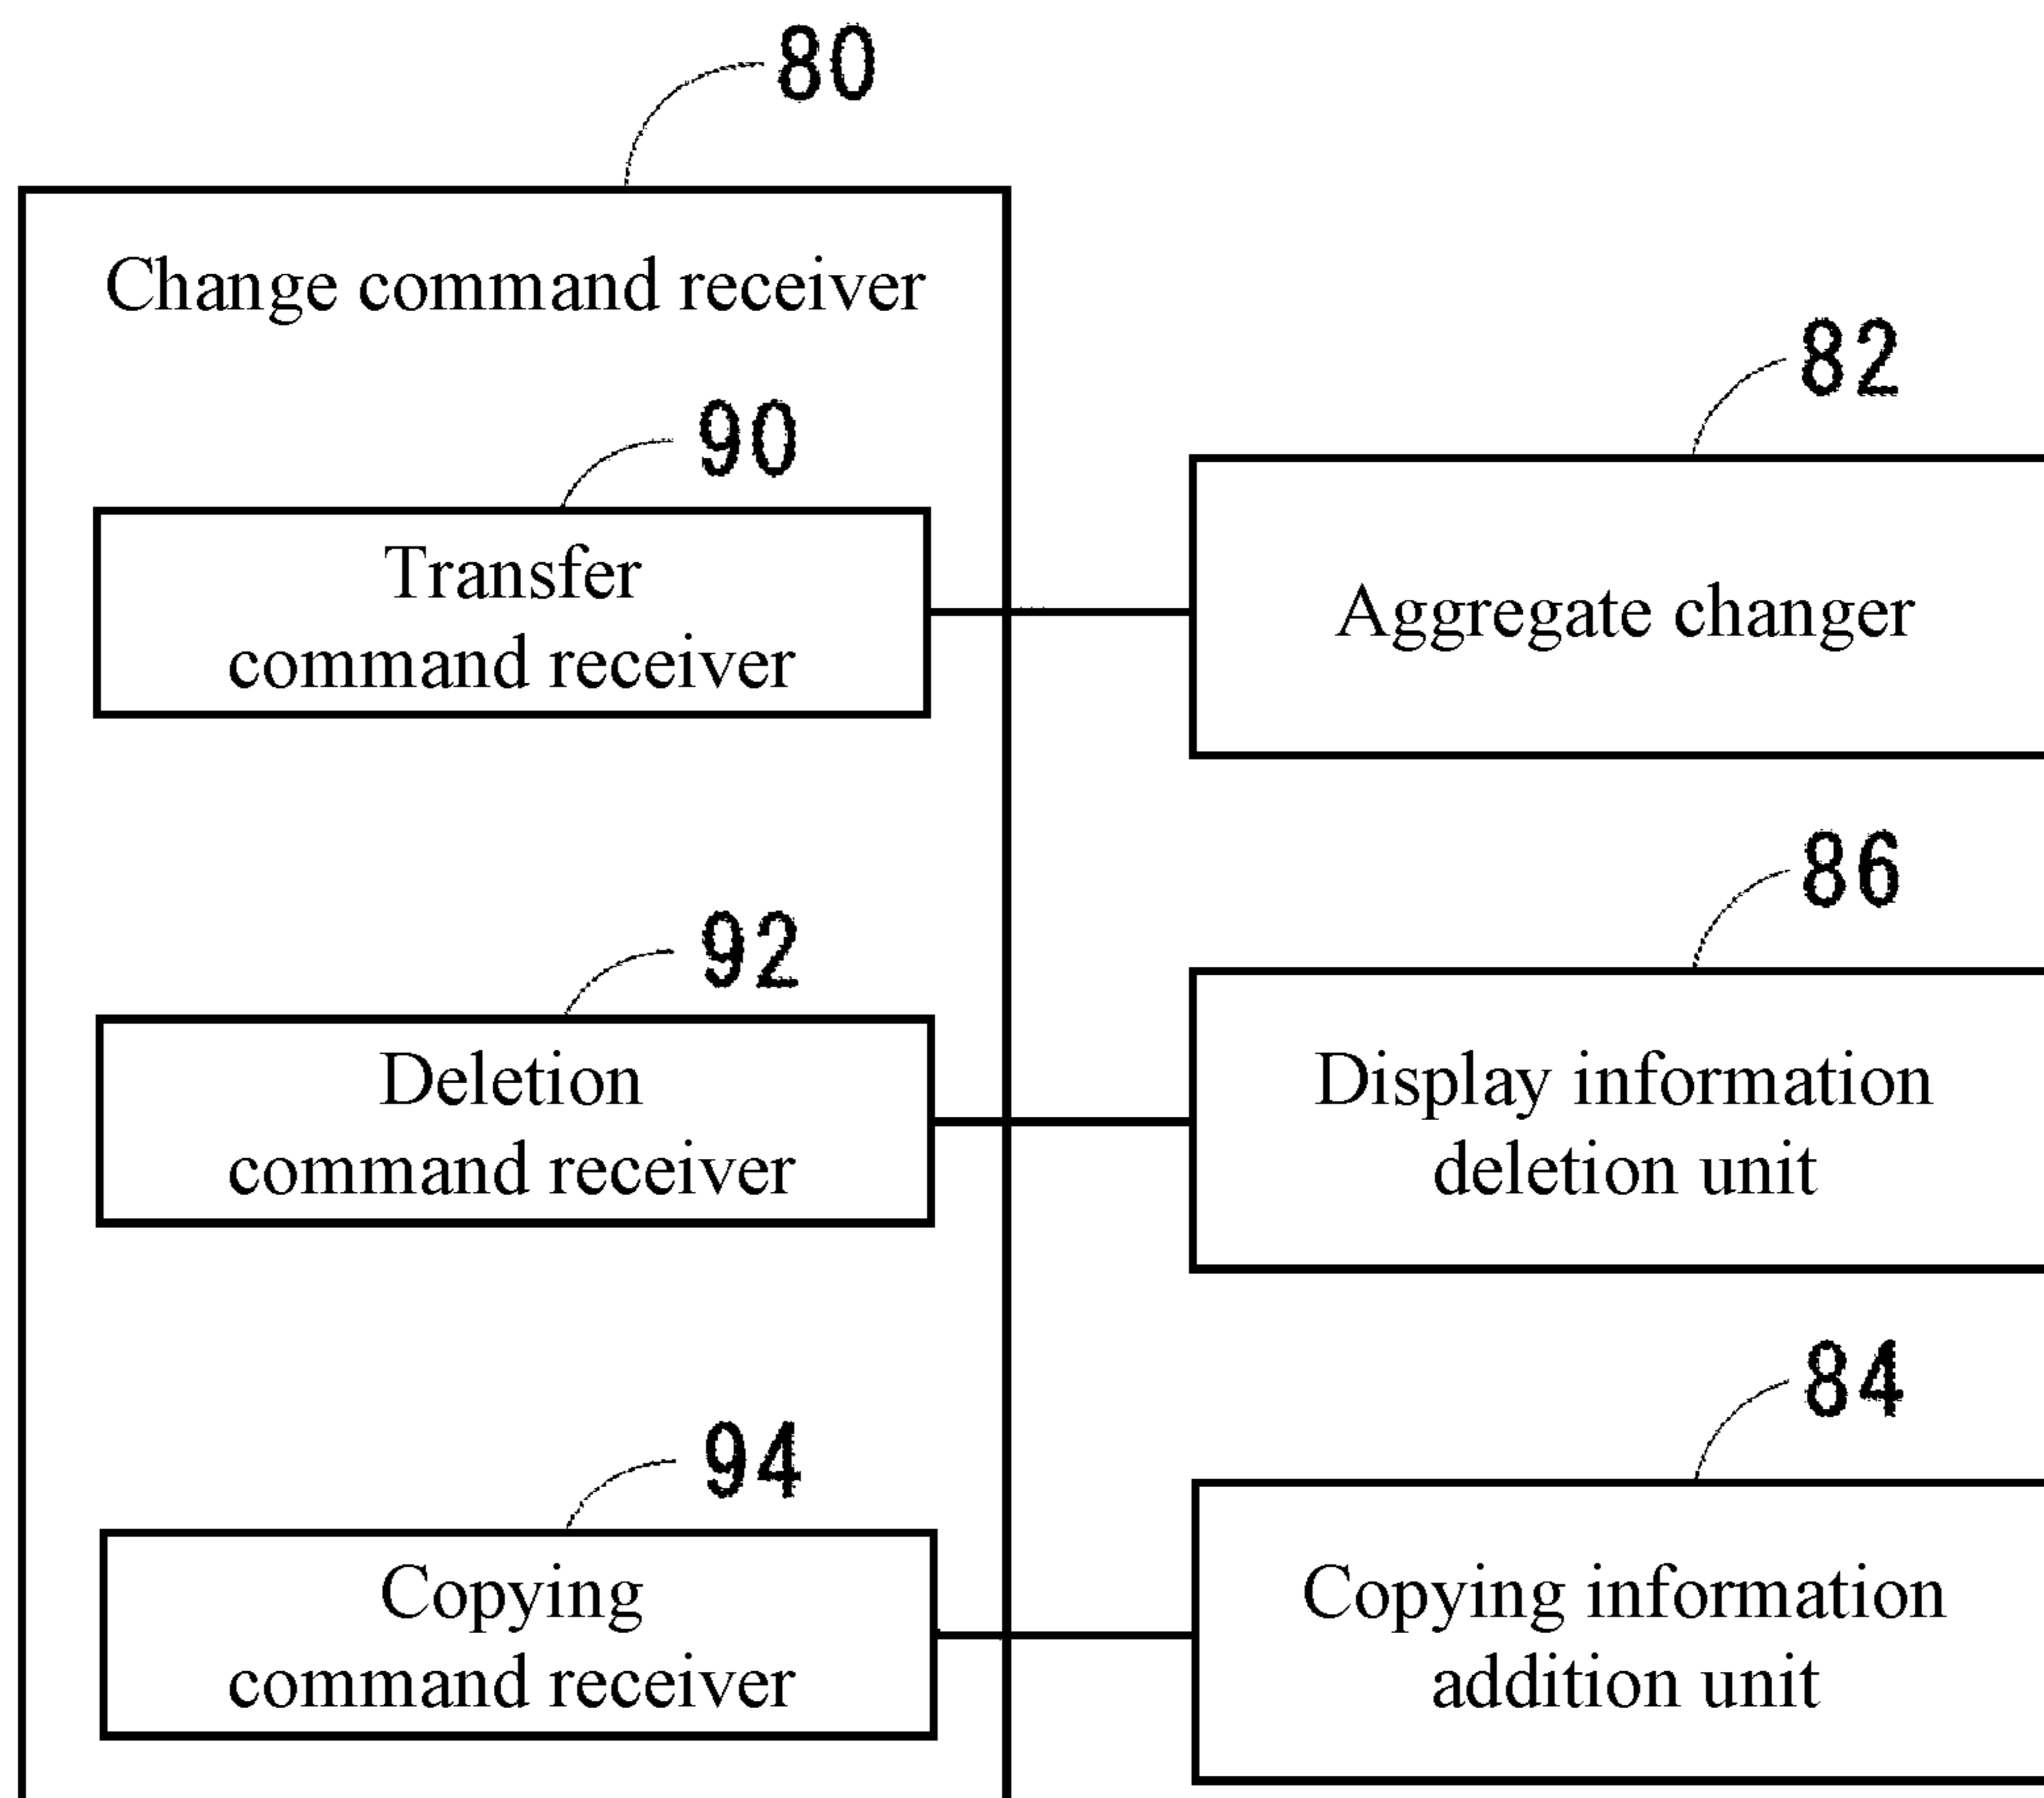 80
Change command receiver
82
90
Transfer
command receiver
Aggregate changer
86
92
Deletion
command receiver
Display information
deletion unit
84
94
Copying
command receiver
Copying information
addition unit